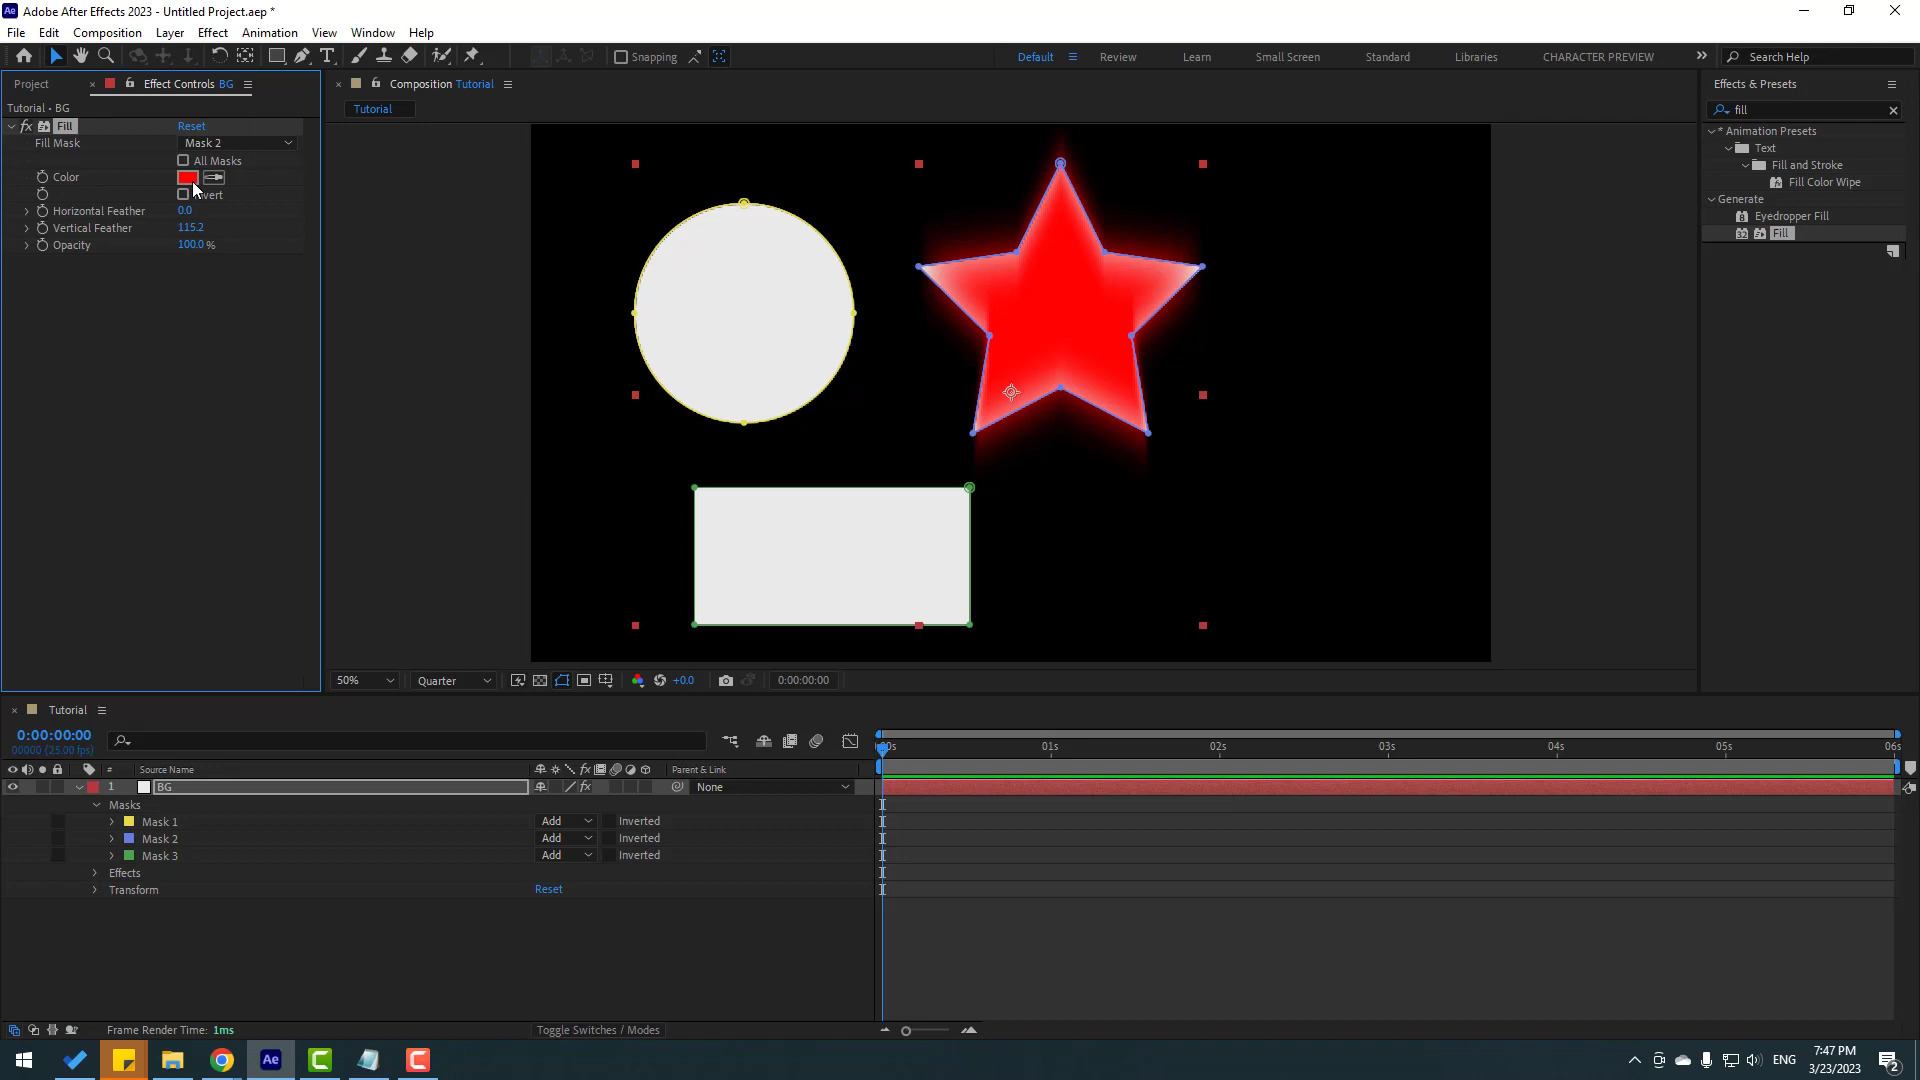 Adobe After Effects 2023 - Untitled Project.aep *
File Edit Composition Layer Effect Animation View Window Help
Snapping
Default Review Learn Small Screen Standard Libraries CHARACTER PREVIEW
Search Help
Project Effect Controls BG
Composition Tutorial
Effects & Presets
Tutorial • BG
Tutorial
fill
fx Fill Reset
Fill Mask Mask 2
All Masks
Color
Horizontal Feather 0.0
Vertical Feather 115.2
Opacity 100.0 %
* Animation Presets
Text
Fill and Stroke
Fill Color Wipe
Generate
Eyedropper Fill
Fill
50% Quarter +0.0 0:00:00:00
Tutorial
0:00:00:00
00000 (25.00 fps)
01s 02s 03s 04s 05s 06s
# Source Name Parent & Link
1 BG None
Masks
Mask 1 Add Inverted
Mask 2 Add Inverted
Mask 3 Add Inverted
Effects
Transform Reset
Frame Render Time: 1ms Toggle Switches / Modes
ENG
7:47 PM
3/23/2023
2